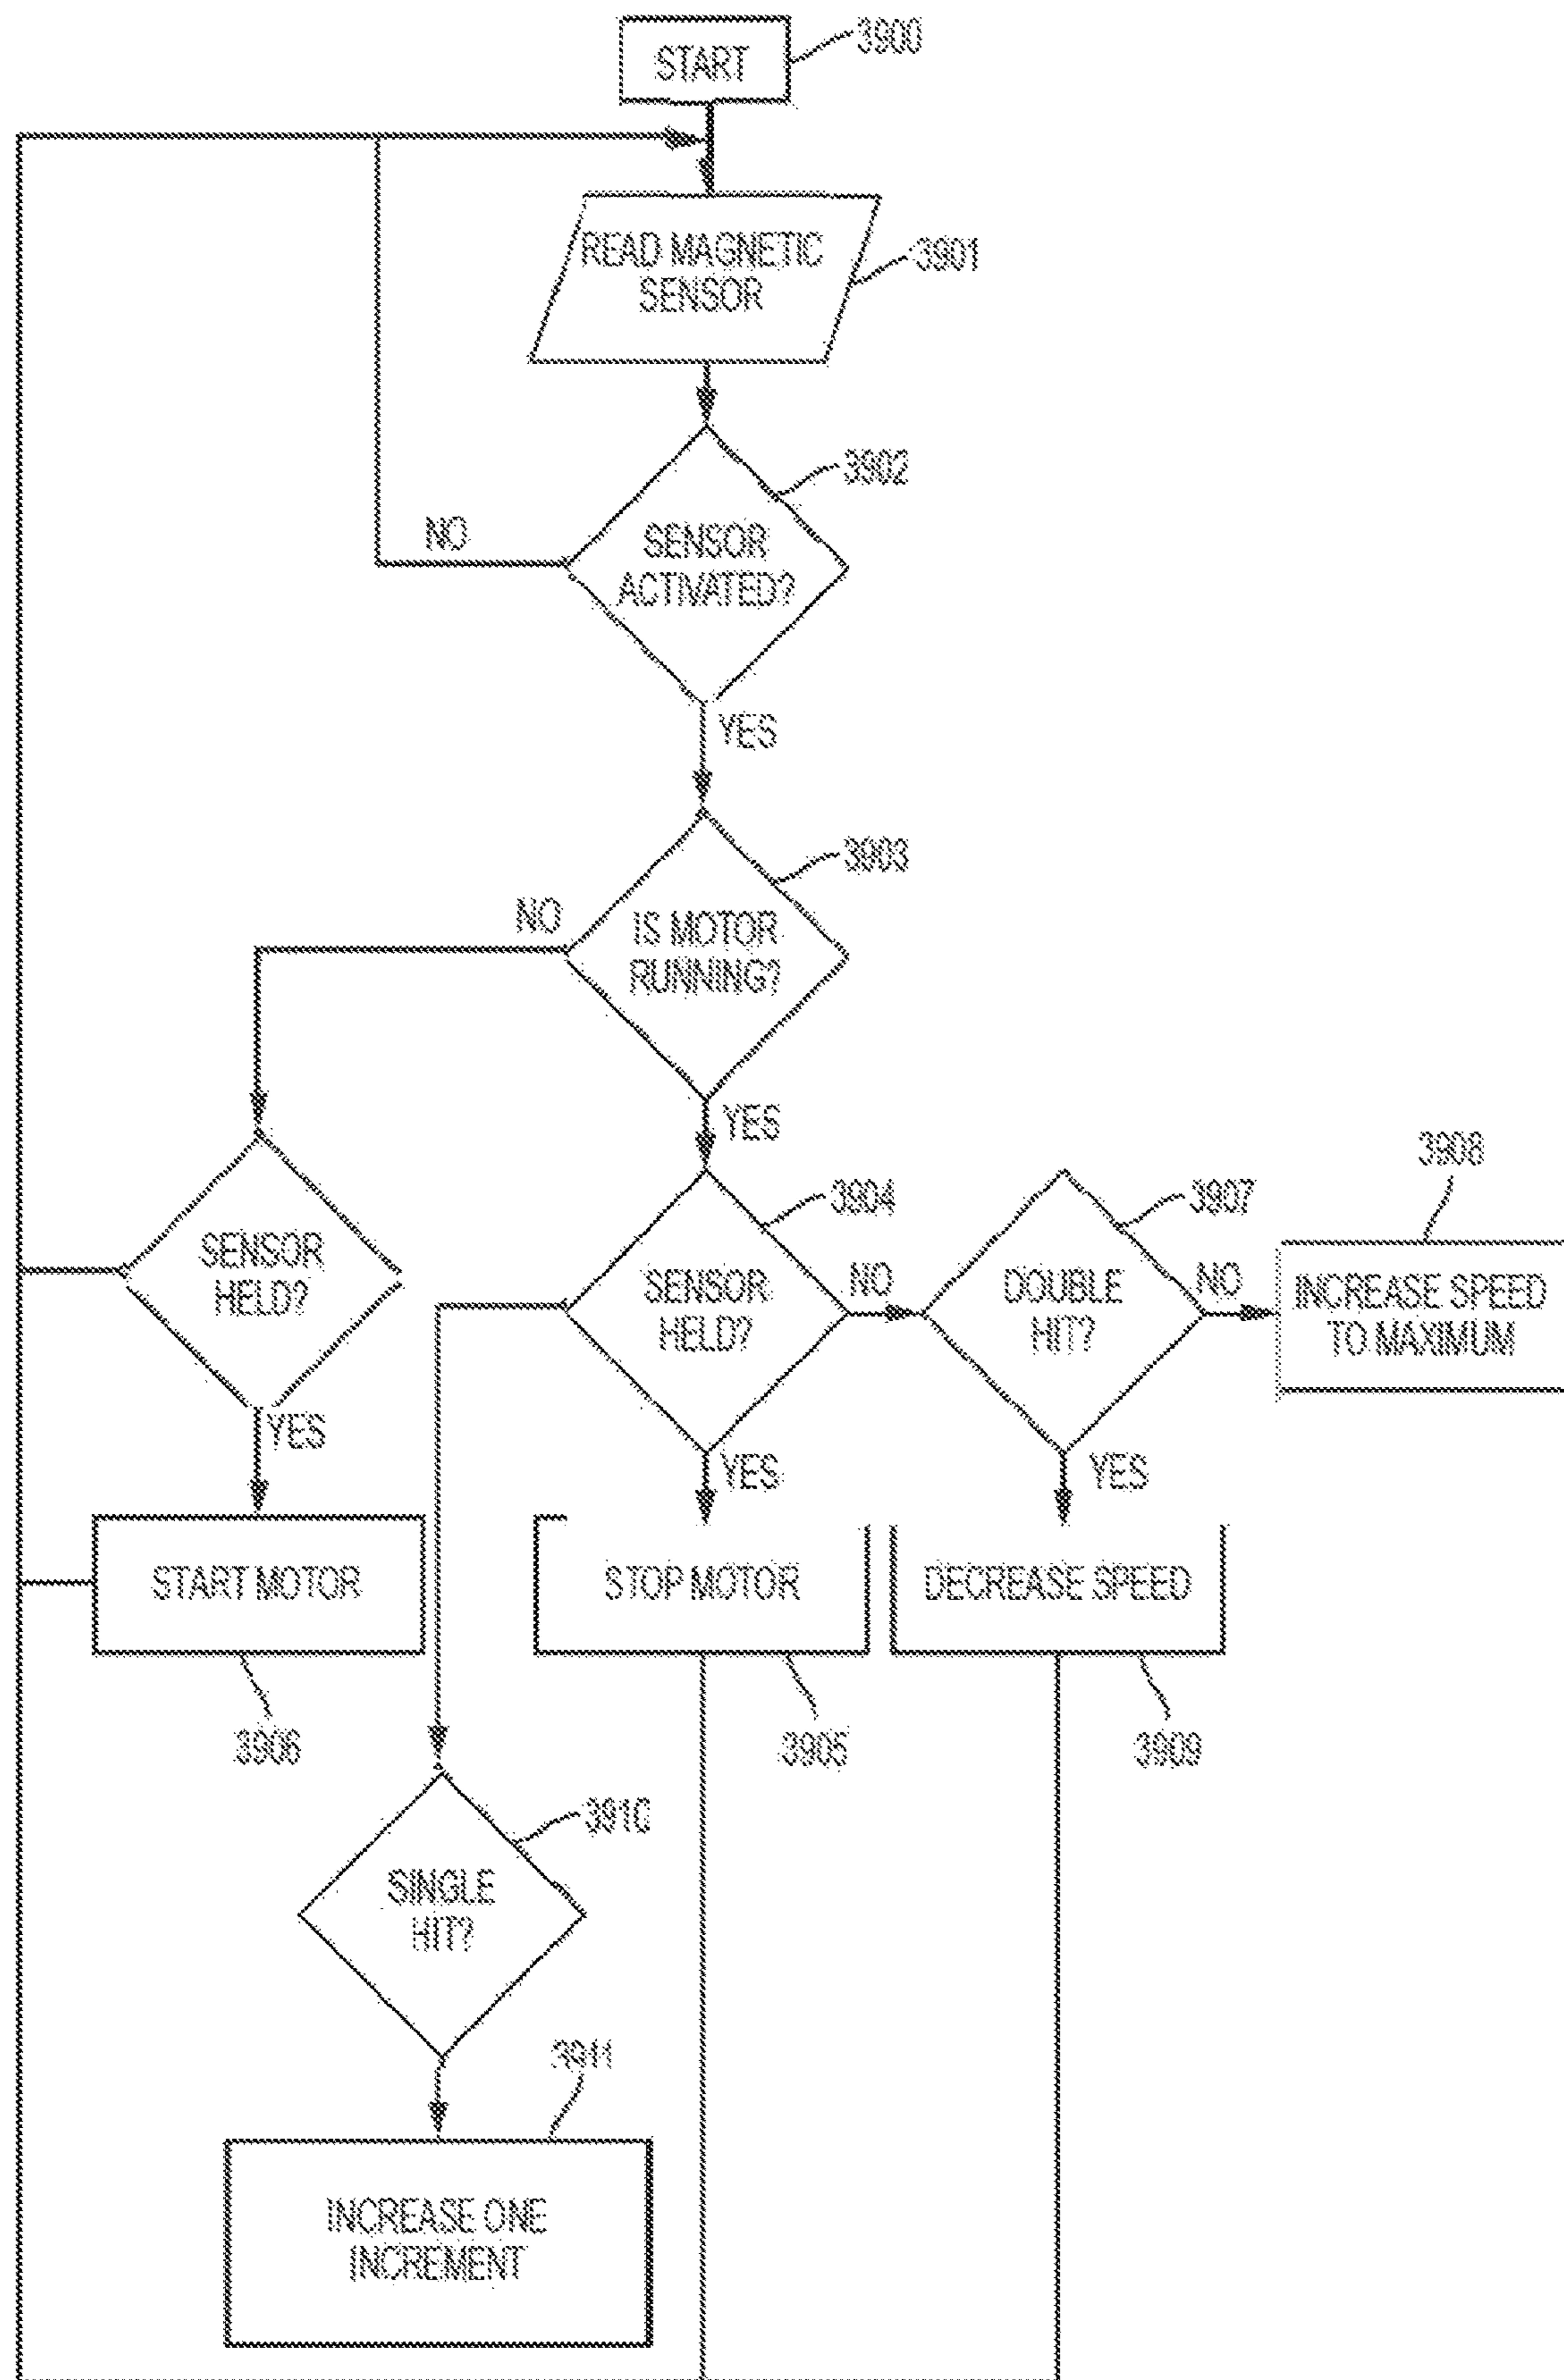 START
3900
READ MAGNETIC
SENSOR
3901
3902
NO
SENSOR
ACTIVATED?
YES
3903
NO
IS MOTOR
RUNNING?
YES
3908
3904
3907
SENSOR
HELD?
SENSOR
HELD?
NO
DOUBLE
HIT?
NO
INCREASE SPEED
TO MAXIMUM
YES
YES
YES
START MOTOR
STOP MOTOR
DECREASE SPEED
3906
3905
3909
3910
SINGLE
HIT?
3911
INCREASE ONE
INCREMENT